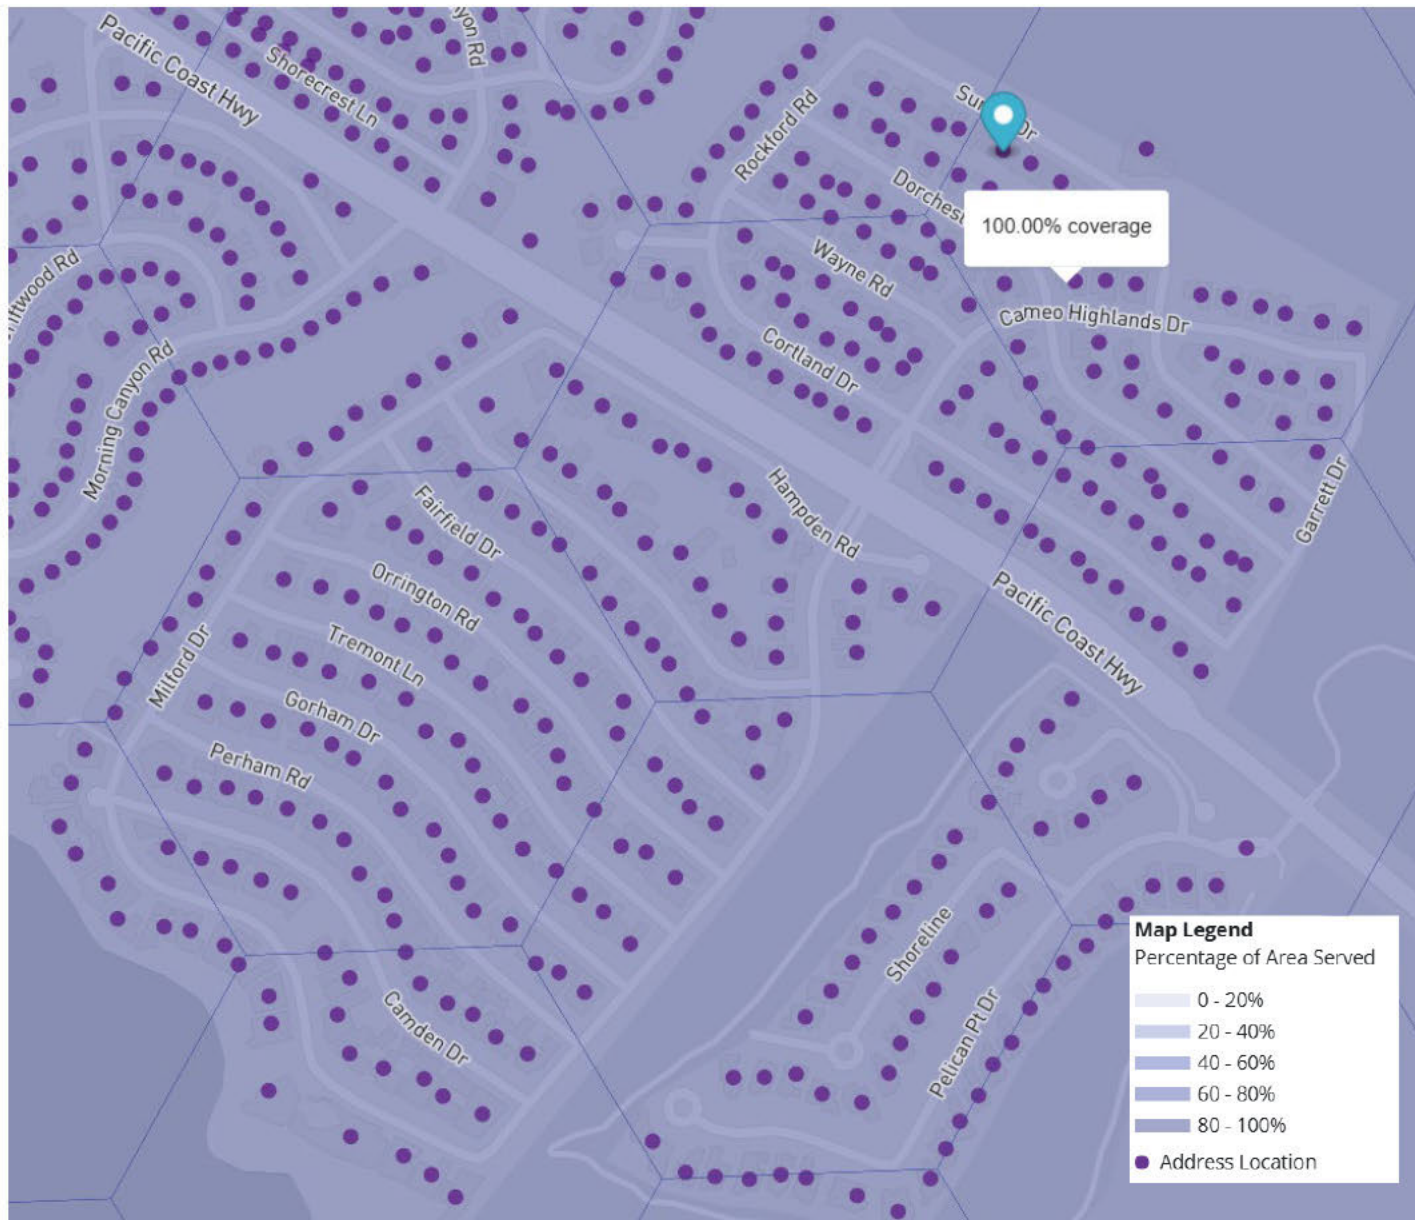 yon Rd
Pacific Coast Hwy
Shorecrest Ln
Rockford Rd
Sur
Dr
Dorchest
100.00% coverage
Wayne Rd
iftwood Rd
Cameo Highlands Dr
Cortland Dr
Morning Canyon Rd
Garrett Dr
Hampden Rd
Fairfield Dr
Orrington Rd
Pacific Coast Hwy
Tremont Ln
Milford Dr
Gorham Dr
Perham Rd
Shoreline
Camden Dr
Pelican Pt Dr
Map Legend
Percentage of Area Served
0 - 20%
20 - 40%
40 - 60%
60 - 80%
80 - 100%
Address Location